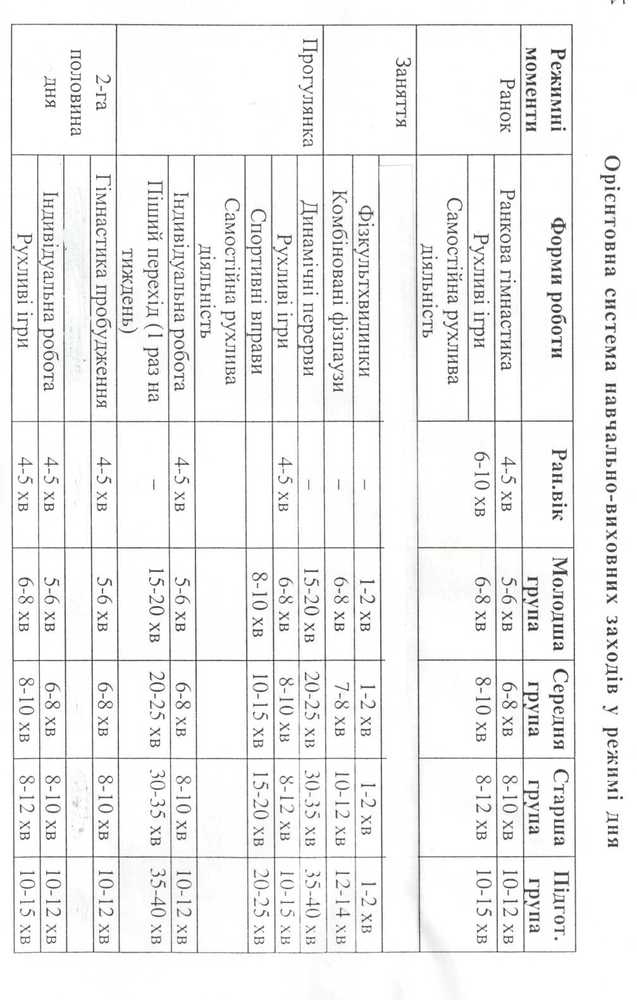 Орієнтовна система навчально-виховних заходів у режимі дня
Режимні моменти Форми роботи Ран.вік Молодша група Середня група Старша група Підгот. група
Ранок Ранкова гімнастика 4-5 хв 5-6 хв 6-8 хв 8-10 хв 10-12 хв
Рухливі ігри 6-10 хв 6-8 хв 8-10 хв 8-12 хв 10-15 хв
Самостійна рухлива
діяльність
Заняття
Фізкультхвилинки – 1-2 хв 1-2 хв 1-2 хв 1-2 хв
Комбіновані фізпаузи – 6-8 хв 7-8 хв 10-12 хв 12-14 хв
Прогулянка Динамічні перерви – 15-20 хв 20-25 хв 30-35 хв 35-40 хв
Рухливі ігри 4-5 хв 6-8 хв 8-10 хв 8-12 хв 10-15 хв
Спортивні вправи 8-10 хв 10-15 хв 15-20 хв 20-25 хв
Самостійна рухлива
діяльність
Індивідуальна робота 4-5 хв 5-6 хв 6-8 хв 8-10 хв 10-12 хв
Піший перехід (1 раз на – 15-20 хв 20-25 хв 30-35 хв 35-40 хв
тиждень)
2-га половина дня Гімнастика пробудження 4-5 хв 5-6 хв 6-8 хв 8-10 хв 10-12 хв
Індивідуальна робота 4-5 хв 5-6 хв 6-8 хв 8-10 хв 10-12 хв
Рухливі ігри 4-5 хв 6-8 хв 8-10 хв 8-12 хв 10-15 хв